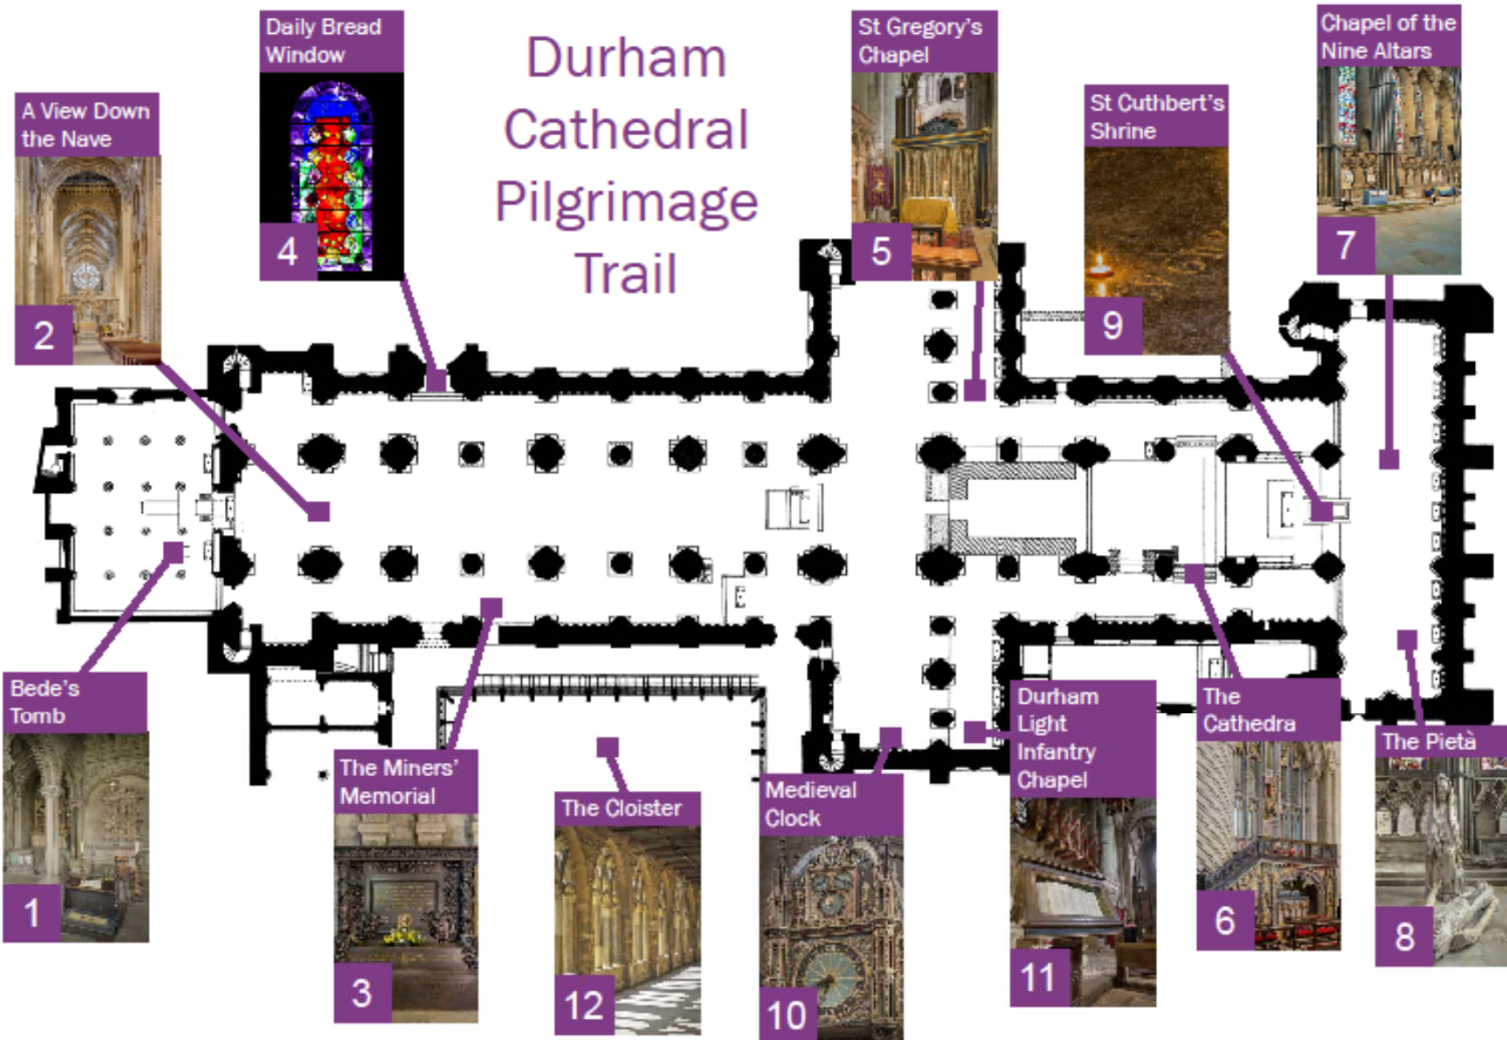 Durham
Cathedral
Pilgrimage
Trail
A View Down
the Nave
2
Daily Bread
Window
4
St Gregory's
Chapel
5
St Cuthbert's
Shrine
9
Chapel of the
Nine Altars
7
Bede's
Tomb
1
The Miners'
Memorial
3
The Cloister
12
Medieval
Clock
10
Durham
Light
Infantry
Chapel
11
The
Cathedra
6
The Pietà
8